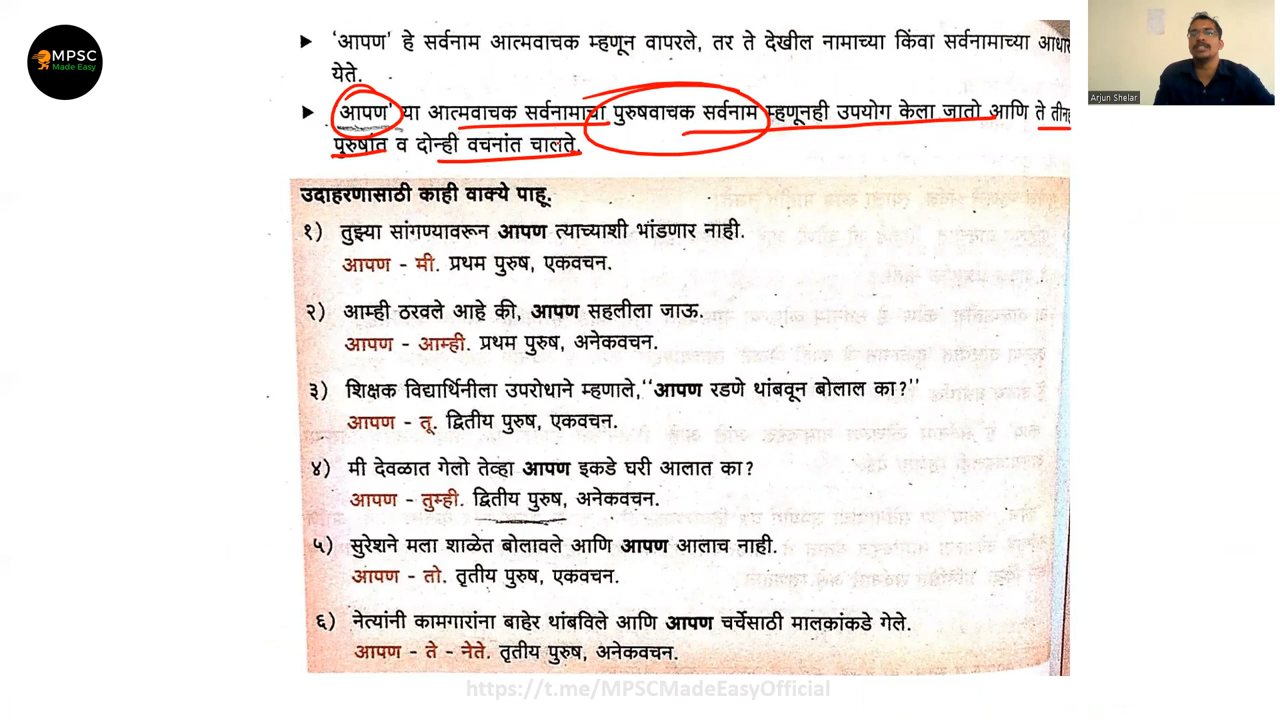 MPSC
Made Easy
‘आपण’ हे सर्वनाम आत्मवाचक म्हणून वापरले, तर ते देखील नामाच्या किंवा सर्वनामाच्या
येते.
आपण’ या आत्मवाचक सर्वनामाचा पुरुषवाचक सर्वनाम म्हणूनही उपयोग केला जातो आणि ते
पुरुषांत व दोन्ही वचनांत चालते.
उदाहरणासाठी काही वाक्ये पाहू.
१) तुझ्या सांगण्यावरून आपण त्याच्याशी भांडणार नाही.
आपण - मी. प्रथम पुरुष, एकवचन.
२) आम्ही ठरवले आहे की, आपण सहलीला जाऊ.
आपण - आम्ही. प्रथम पुरुष, अनेकवचन.
३) शिक्षक विद्यार्थिनीला उपरोधाने म्हणाले,‘‘आपण रडणे थांबवून बोलाल का?’’
आपण - तू. द्वितीय पुरुष, एकवचन.
४) मी देवळात गेलो तेव्हा आपण इकडे घरी आलात का?
आपण - तुम्ही. द्वितीय पुरुष, अनेकवचन.
५) सुरेशने मला शाळेत बोलावले आणि आपण आलाच नाही.
आपण - तो. तृतीय पुरुष, एकवचन.
६) नेत्यांनी कामगारांना बाहेर थांबविले आणि आपण चर्चेसाठी मालकांकडे गेले.
आपण - ते - नेते. तृतीय पुरुष, अनेकवचन.
https://t.me/MPSCMadeEasyOfficial
Arjun Shelar